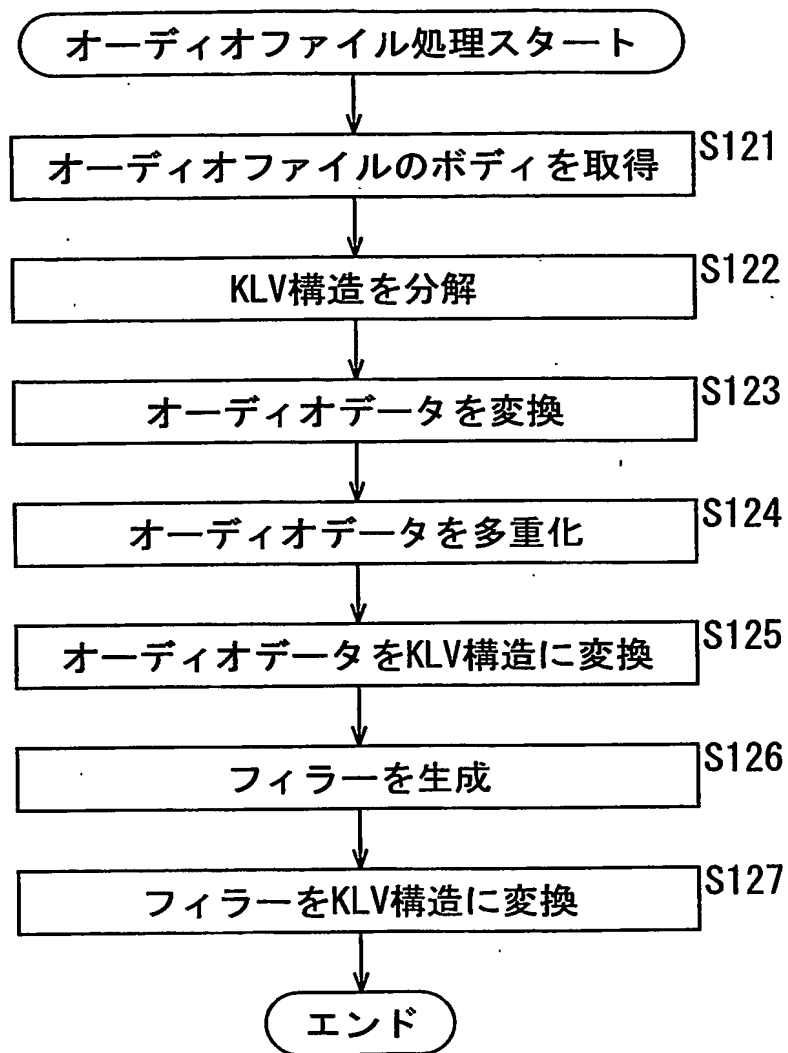 オーディオファイル処理スタート
オーディオファイルのボディを取得
S121
KLV構造を分解
S122
オーディオデータを変換
S123
オーディオデータを多重化
S124
オーディオデータをKLV構造に変換
S125
フィラーを生成
S126
フィラーをKLV構造に変換
S127
エンド